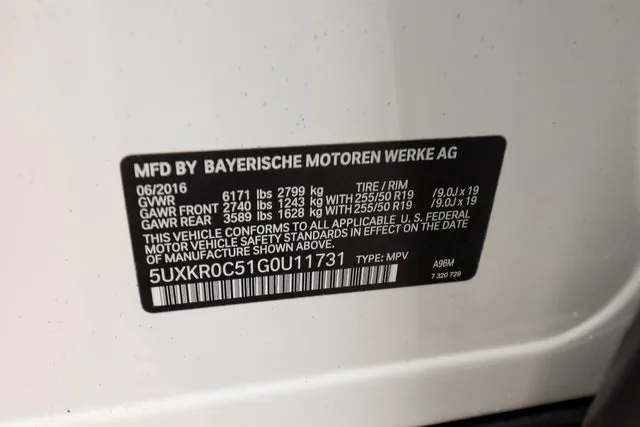 MFD BY BAYERISCHE MOTOREN WERKE AG
06/2016 TIRE / RIM
GVWR 6171 lbs 2799 kg
GAWR FRONT 2740 lbs 1243 kg WITH 255/50 R19 /9.0J x 19
GAWR REAR 3589 lbs 1628 kg WITH 255/50 R19 /9.0J x 19
THIS VEHICLE CONFORMS TO ALL APPLICABLE U. S. FEDERAL
MOTOR VEHICLE SAFETY STANDARDS IN EFFECT ON THE DATE
OF MANUFACTURE SHOWN ABOVE.
5UXKR0C51G0U11731 TYPE: MPV A96M
7 320 729